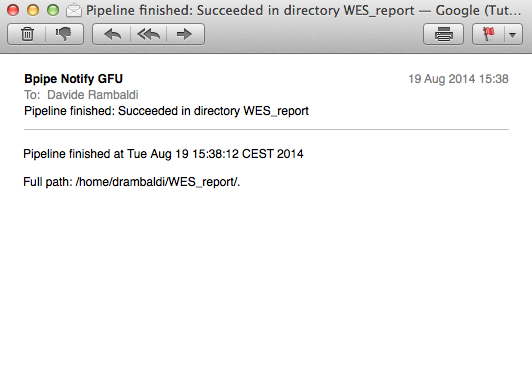 Pipeline finished: Succeeded in directory WES_report — Google (Tut...
Bpipe Notify GFU
19 Aug 2014 15:38
To: Davide Rambaldi
Pipeline finished: Succeeded in directory WES_report
Pipeline finished at Tue Aug 19 15:38:12 CEST 2014
Full path: /home/drambaldi/WES_report/.